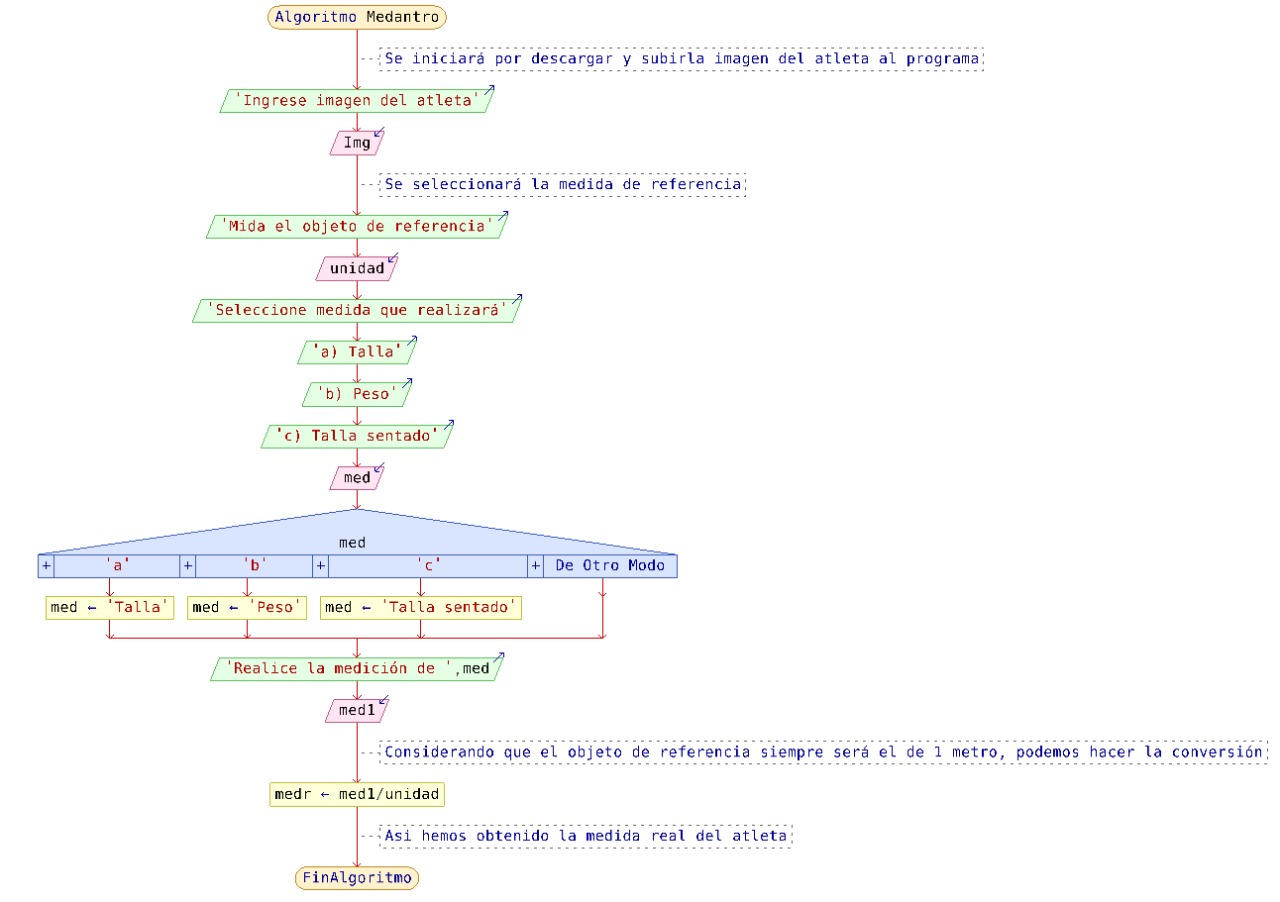 Algoritmo Medantro
Se iniciará por descargar y subirla imagen del atleta al programa
'Ingrese imagen del atleta'
Img
Se seleccionará la medida de referencia
'Mida el objeto de referencia'
unidad
'Seleccione medida que realizará'
'a) Talla'
'b) Peso'
'c) Talla sentado'
med
med
+ 'a' + 'b' + 'c' + De Otro Modo
med ← 'Talla' med ← 'Peso' med ← 'Talla sentado'
'Realice la medición de ',med
med1
Considerando que el objeto de referencia siempre será el de 1 metro, podemos hacer la conversión
medr ← med1/unidad
Asi hemos obtenido la medida real del atleta
FinAlgoritmo